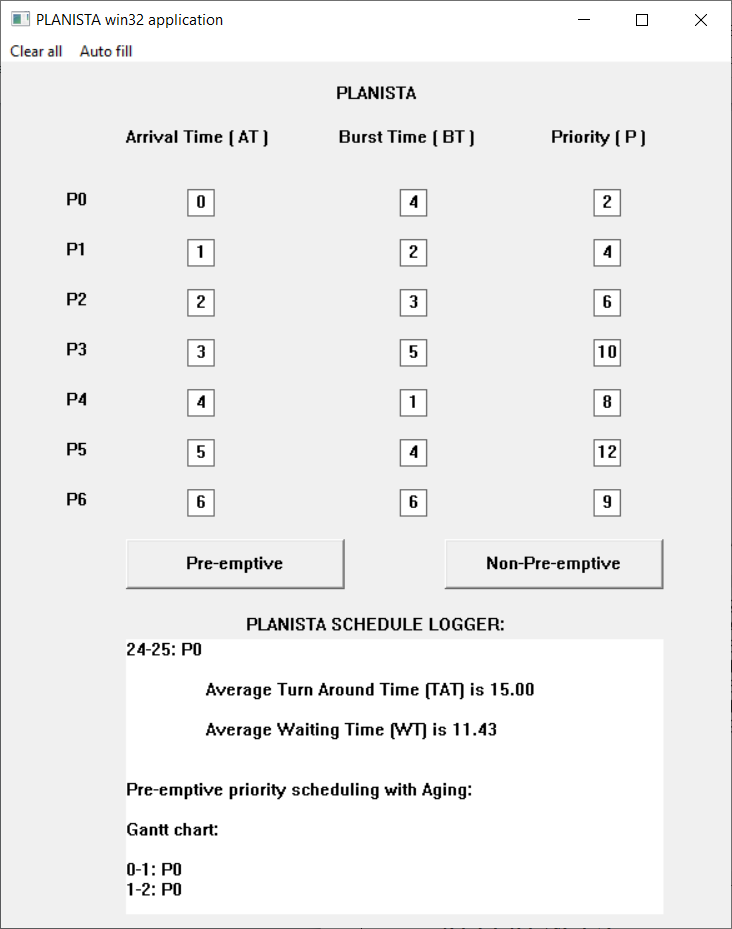 PLANISTA win32 application
Clear all Auto fill
PLANISTA
Arrival Time ( AT ) Burst Time ( BT ) Priority ( P )
P0 0 4 2
P1 1 2 4
P2 2 3 6
P3 3 5 10
P4 4 1 8
P5 5 4 12
P6 6 6 9
Pre-emptive Non-Pre-emptive
PLANISTA SCHEDULE LOGGER:
24-25: P0
Average Turn Around Time (TAT) is 15.00
Average Waiting Time (WT) is 11.43
Pre-emptive priority scheduling with Aging:
Gantt chart:
0-1: P0
1-2: P0